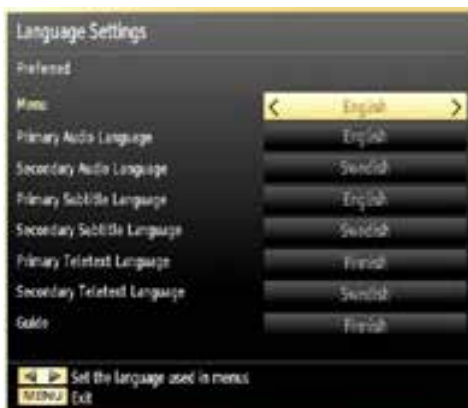 Language Settings
Preferred
Menu < English >
Primary Audio Language English
Secondary Audio Language Swedish
Primary Subtitle Language English
Secondary Subtitle Language Swedish
Primary Teletext Language Finnish
Secondary Teletext Language Swedish
Guide Finnish
◀ ▶ Set the language used in menus
MENU Exit